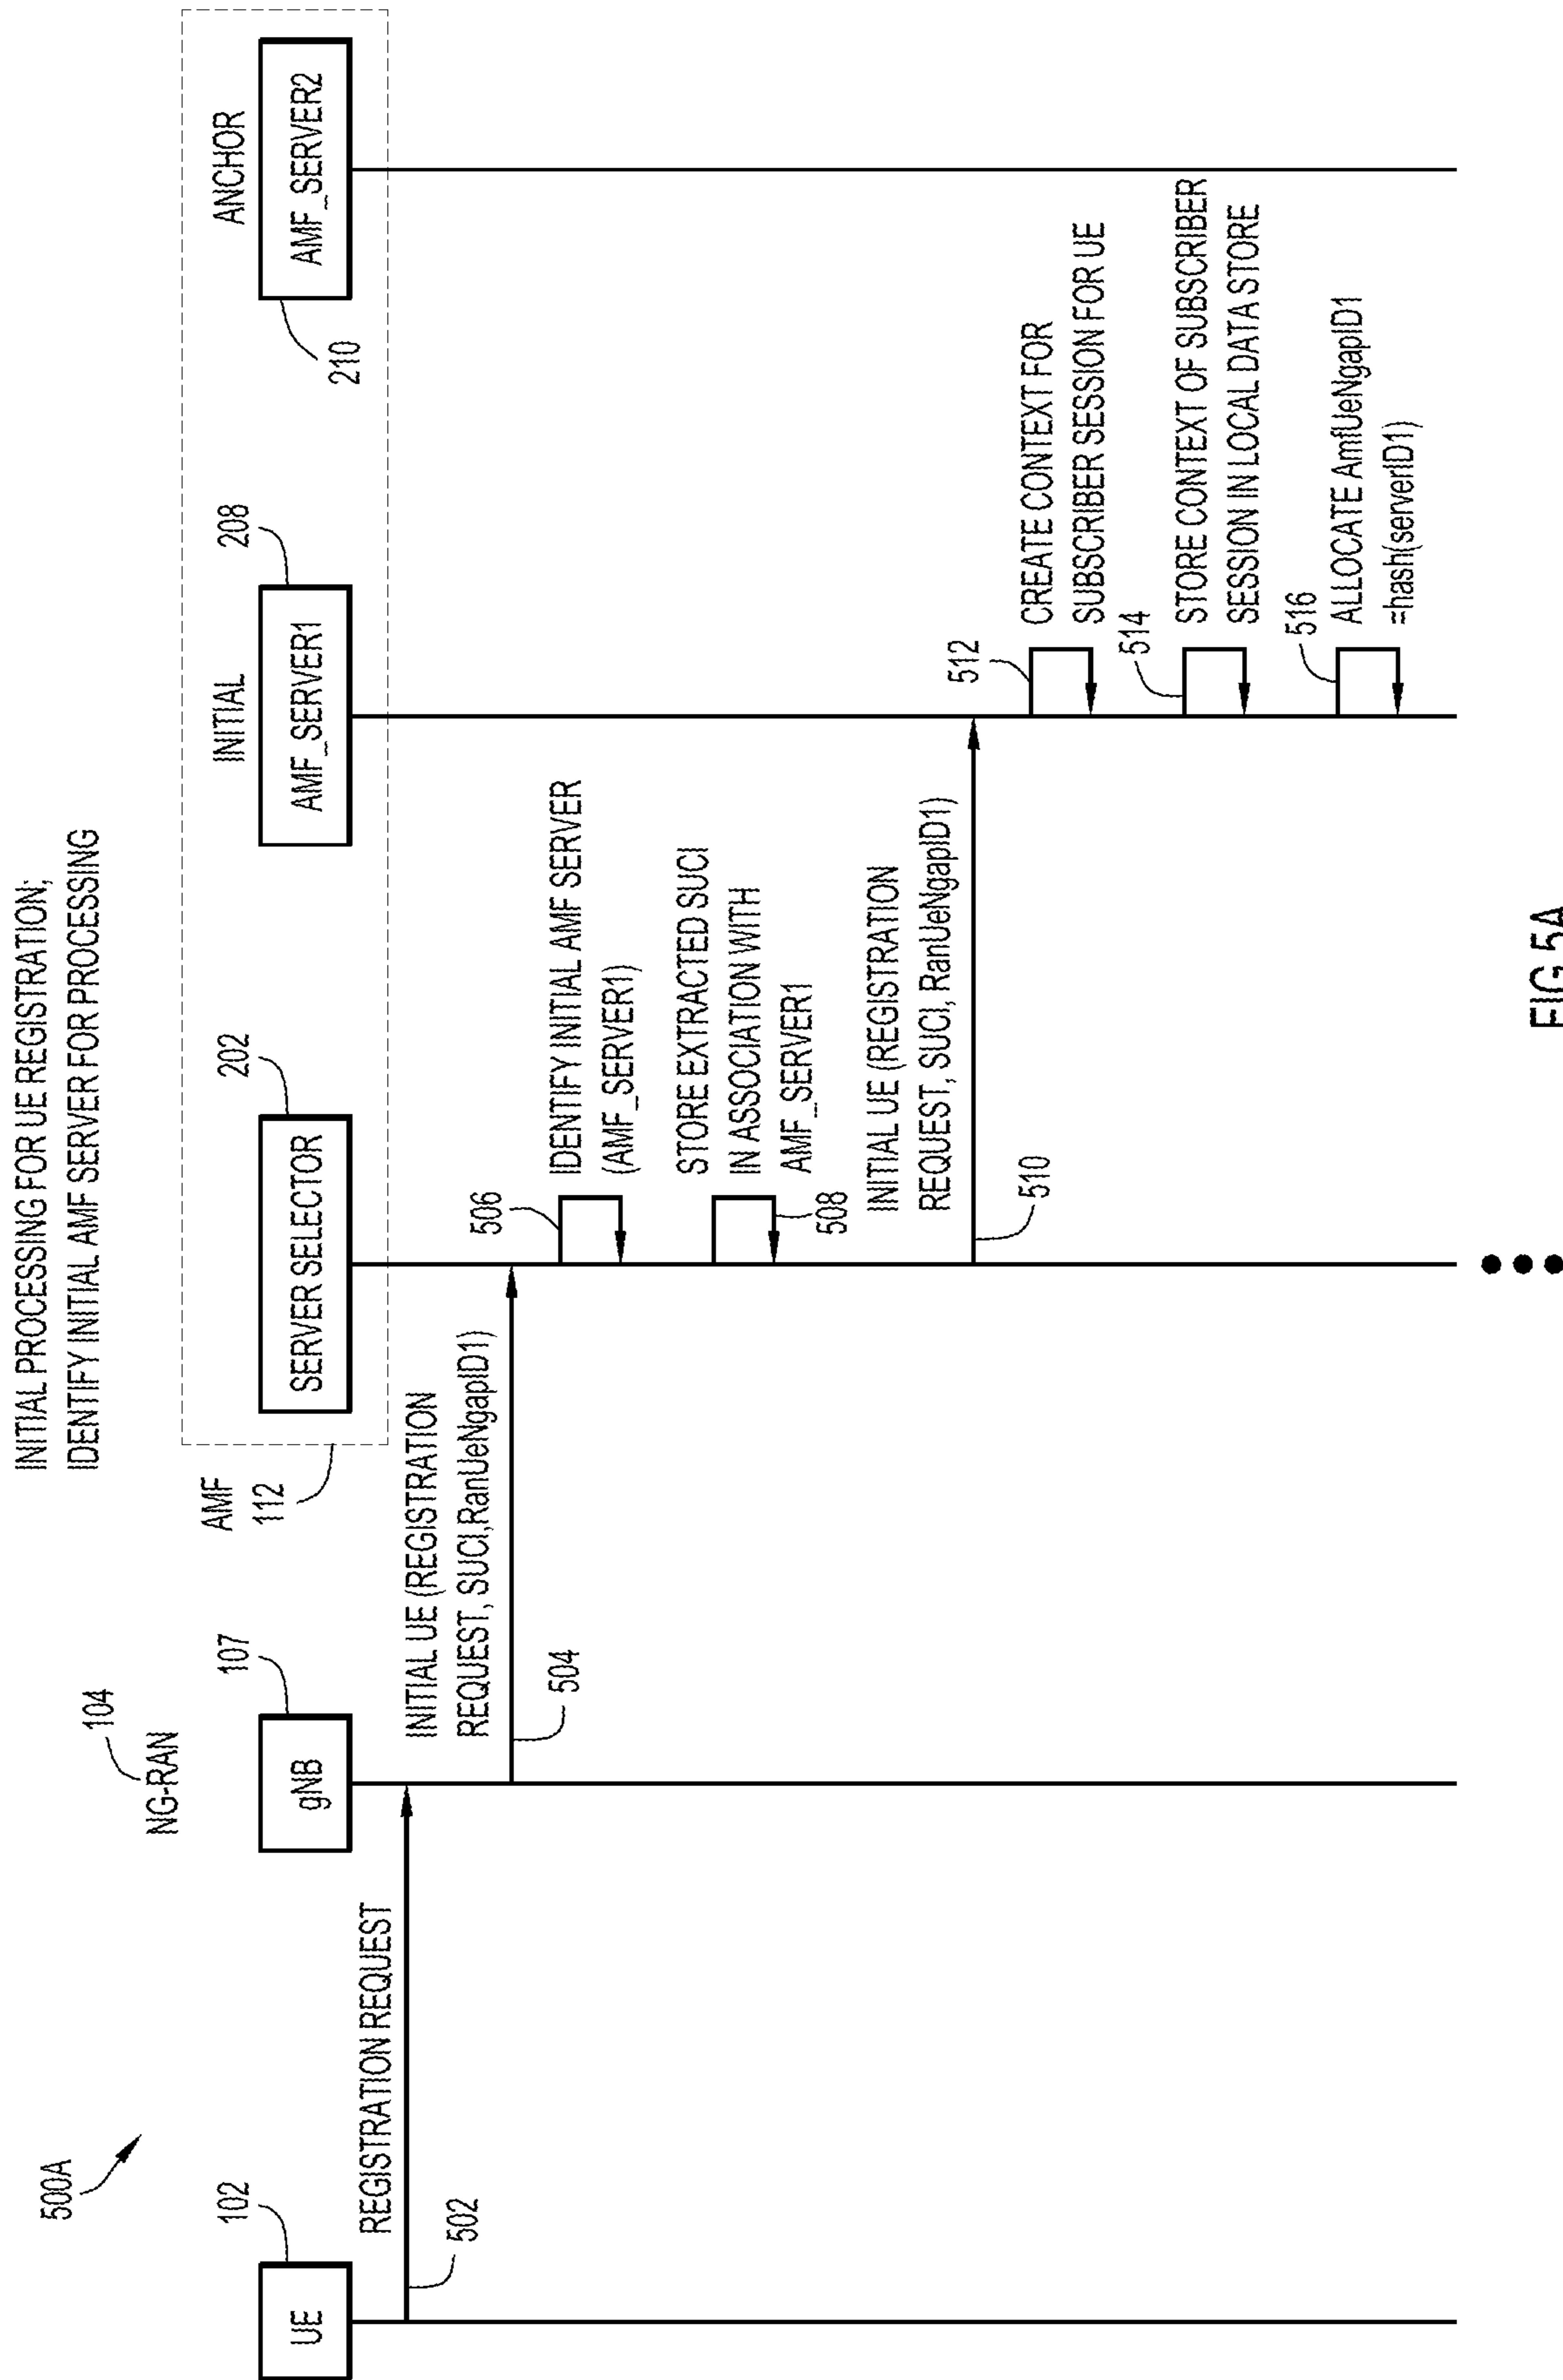 INITIAL PROCESSING FOR UE REGISTRATION;
IDENTIFY INITIAL AMF SERVER FOR PROCESSING
500A
104
NG-RAN
AMF
112
102
107
202
INITIAL
208
ANCHOR
210
UE
gNB
SERVER SELECTOR
AMF_SERVER1
AMF_SERVER2
REGISTRATION REQUEST
502
INITIAL UE (REGISTRATION
REQUEST, SUCI,RanUeNgapID1)
504
506
IDENTIFY INITIAL AMF SERVER
(AMF_SERVER1)
STORE EXTRACTED SUCI
IN ASSOCIATION WITH
AMF_SERVER1
508
INITIAL UE (REGISTRATION
REQUEST, SUCI, RanUeNgapID1)
510
512
CREATE CONTEXT FOR
SUBSCRIBER SESSION FOR UE
514
STORE CONTEXT OF SUBSCRIBER
SESSION IN LOCAL DATA STORE
516
ALLOCATE AmfUeNgapID1
=hash(serverID1)
FIG.5A